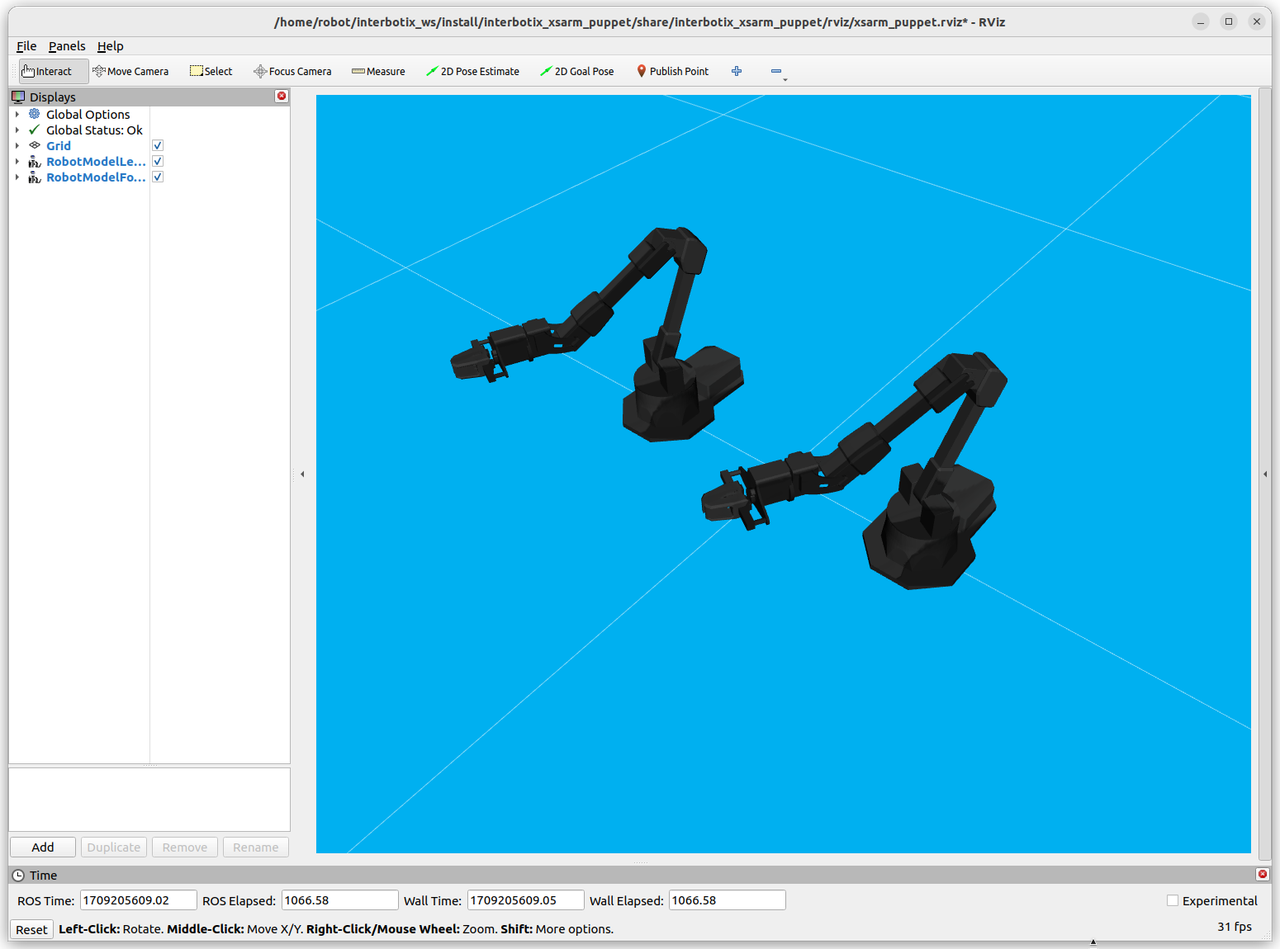 /home/robot/interbotix_ws/install/interbotix_xsarm_puppet/share/interbotix_xsarm_puppet/rviz/xsarm_puppet.rviz* - RViz
File Panels Help
Interact Move Camera Select Focus Camera Measure 2D Pose Estimate 2D Goal Pose Publish Point
Displays
Global Options
Global Status: Ok
Grid
RobotModelLe...
RobotModelFo...
Add Duplicate Remove Rename
Time
ROS Time: 1709205609.02 ROS Elapsed: 1066.58 Wall Time: 1709205609.05 Wall Elapsed: 1066.58 Experimental
Reset Left-Click: Rotate. Middle-Click: Move X/Y. Right-Click/Mouse Wheel: Zoom. Shift: More options. 31 fps